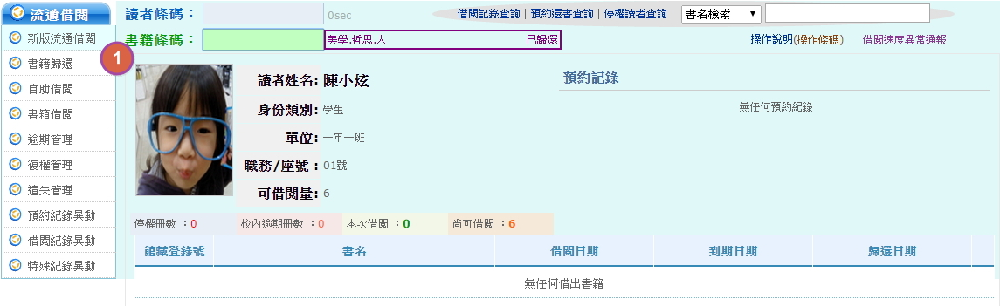 流通借閱
讀者條碼： 0sec 借閱記錄查詢 | 預約選書查詢 | 停權讀者查詢 書名檢索
新版流通借閱
書籍條碼： 美學.哲思.人 已歸還 操作說明(操作條碼) 借閱速度異常通報
1
書籍歸還
自助借閱
書箱借閱
逾期管理
復權管理
遺失管理
預約紀錄異動
借閱紀錄異動
特殊紀錄異動
讀者姓名: 陳小炫
身份類別: 學生
單位: 一年一班
職務/座號： 01號
可借閱量: 6
預約記錄
無任何預約紀錄
停權冊數 ：0 校內逾期冊數 ：0 本次借閱 ：0 尚可借閱 ：6
館藏登錄號 書名 借閱日期 到期日期 歸還日期
無任何借出書籍